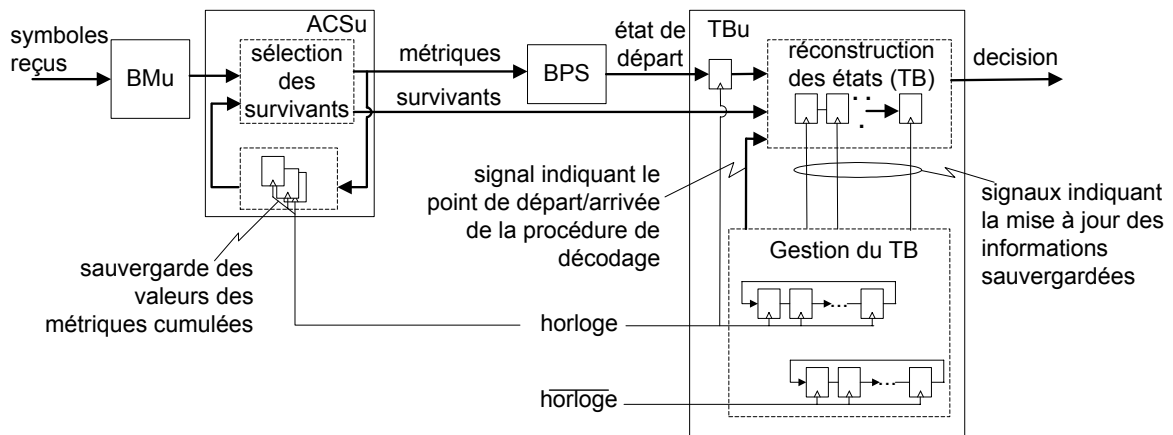 symboles
reçus
BMu
ACSu
sélection
des
survivants
métriques
survivants
BPS
état de
départ
TBu
réconstruction
des états (TB)
decision
signal indiquant le
point de départ/arrivée
de la procédure de
décodage
signaux indiquant
la mise à jour des
informations
sauvergardées
sauvergarde des
valeurs des
métriques cumulées
Gestion du TB
horloge
horloge